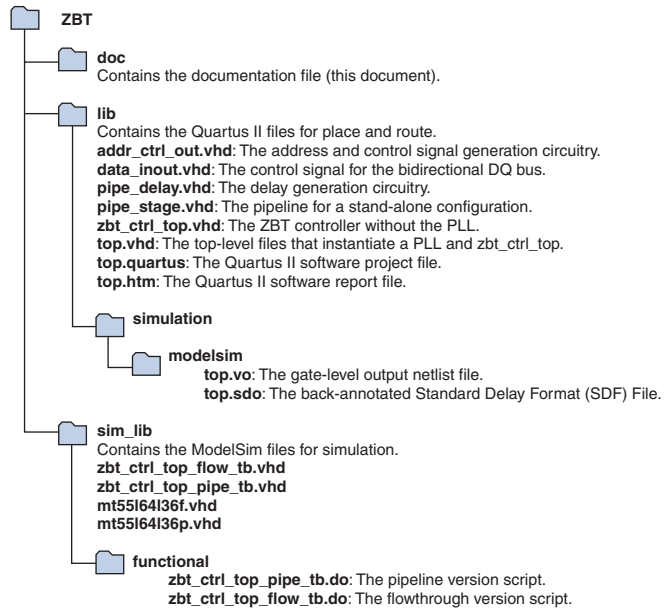 ZBT
doc
Contains the documentation file (this document).
lib
Contains the Quartus II files for place and route.
addr_ctrl_out.vhd: The address and control signal generation circuitry.
data_inout.vhd: The control signal for the bidirectional DQ bus.
pipe_delay.vhd: The delay generation circuitry.
pipe_stage.vhd: The pipeline for a stand-alone configuration.
zbt_ctrl_top.vhd: The ZBT controller without the PLL.
top.vhd: The top-level files that instantiate a PLL and zbt_ctrl_top.
top.quartus: The Quartus II software project file.
top.htm: The Quartus II software report file.
simulation
modelsim
top.vo: The gate-level output netlist file.
top.sdo: The back-annotated Standard Delay Format (SDF) File.
sim_lib
Contains the ModelSim files for simulation.
zbt_ctrl_top_flow_tb.vhd
zbt_ctrl_top_pipe_tb.vhd
mt55l64l36f.vhd
mt55l64l36p.vhd
functional
zbt_ctrl_top_pipe_tb.do: The pipeline version script.
zbt_ctrl_top_flow_tb.do: The flowthrough version script.